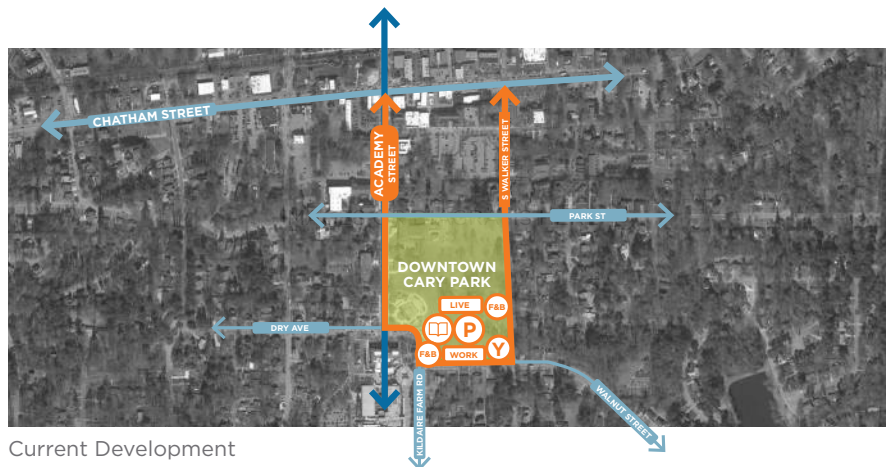 CHATHAM STREET
ACADEMY
STREET
S WALKER STREET
PARK ST
DOWNTOWN
CARY PARK
LIVE
F&B
P
DRY AVE
F&B
WORK
Y
KILDAIRE FARM RD
WALNUT STREET
Current Development